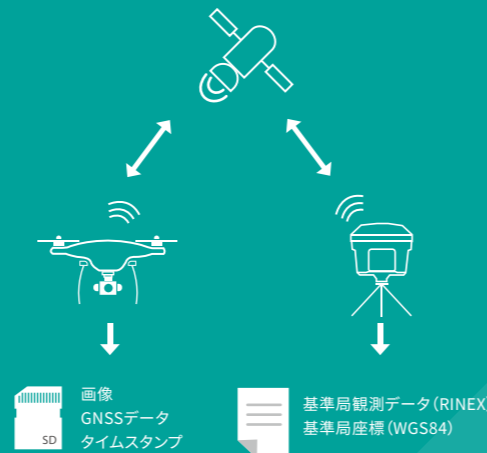 画像
GNSSデータ
タイムスタンプ
SD
基準局観測データ(RINEX)
基準局座標(WGS84)